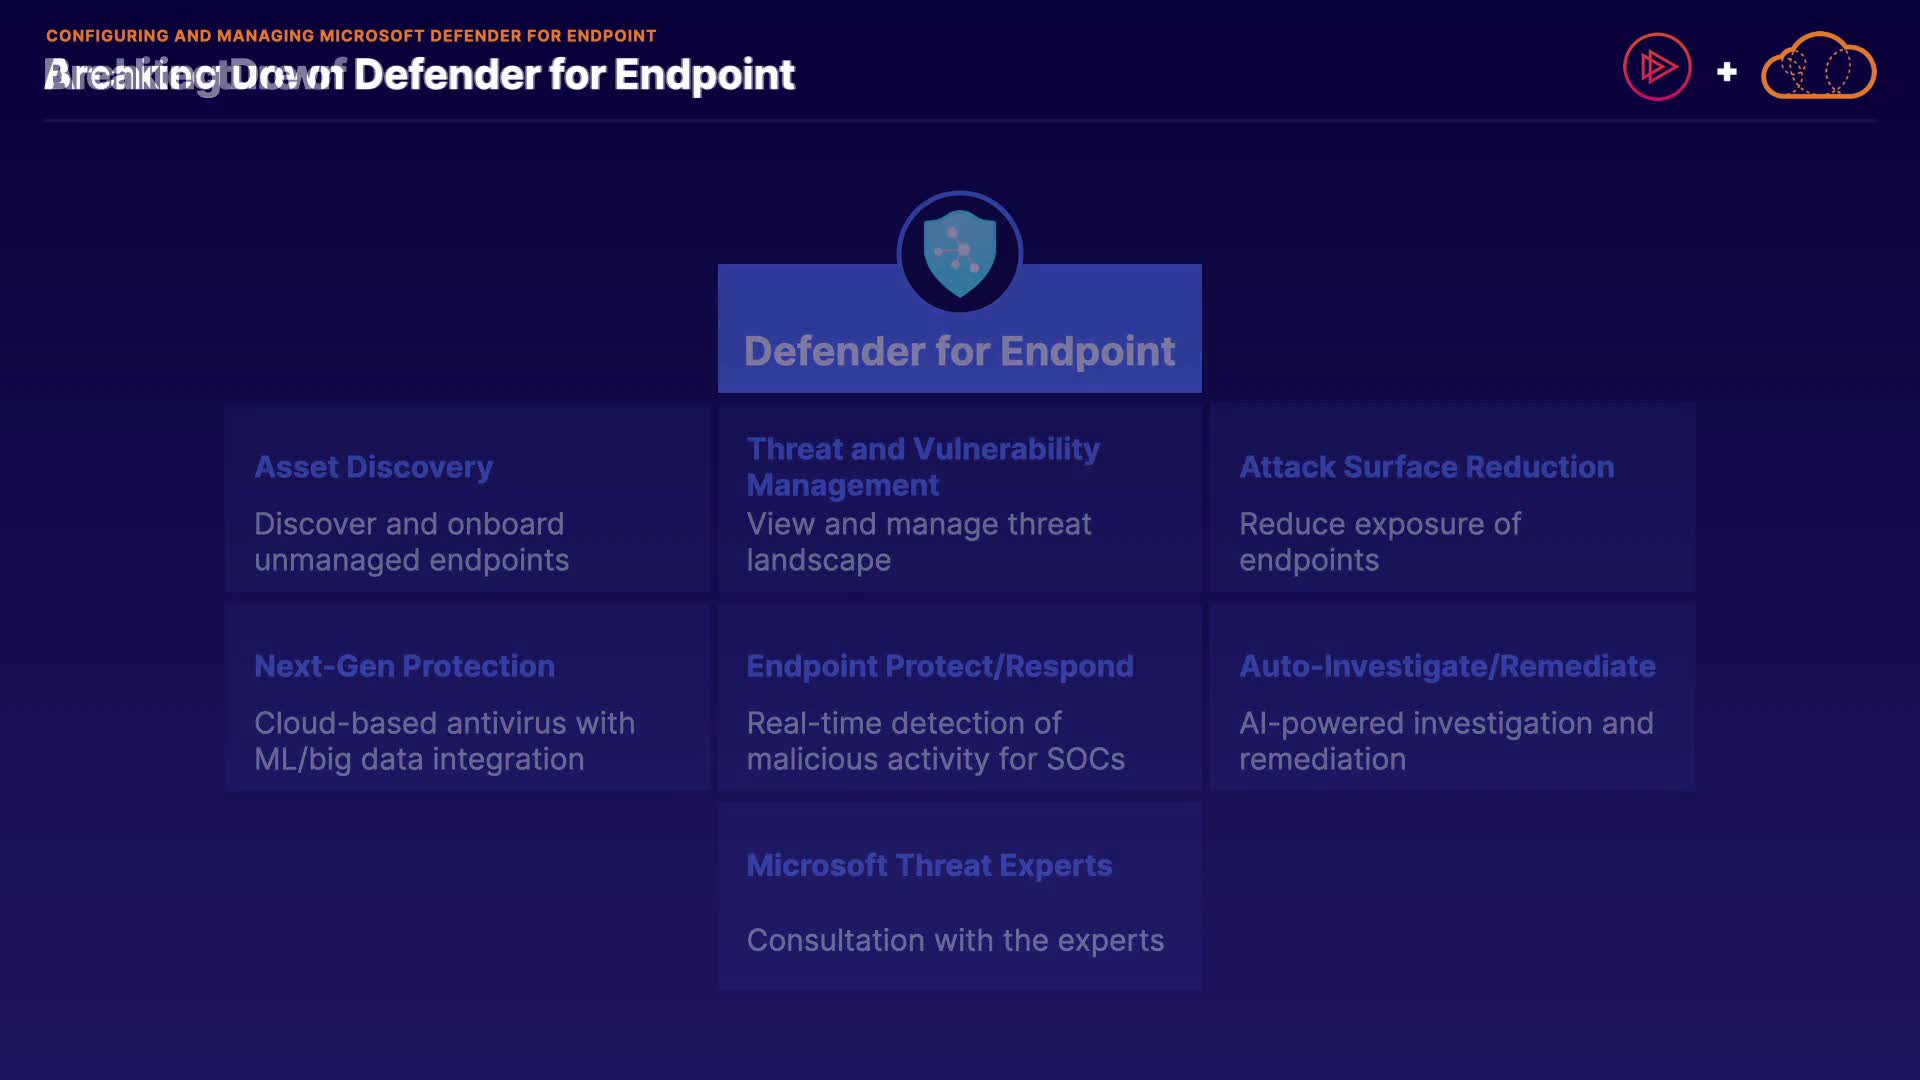 CONFIGURING AND MANAGING MICROSOFT DEFENDER FOR ENDPOINT
Defender for Endpoint
Defender for Endpoint
Asset Discovery
Discover and onboard
unmanaged endpoints
Threat and Vulnerability
Management
View and manage threat
landscape
Attack Surface Reduction
Reduce exposure of
endpoints
Next-Gen Protection
Cloud-based antivirus with
ML/big data integration
Endpoint Protect/Respond
Real-time detection of
malicious activity for SOCs
Auto-Investigate/Remediate
AI-powered investigation and
remediation
Microsoft Threat Experts
Consultation with the experts